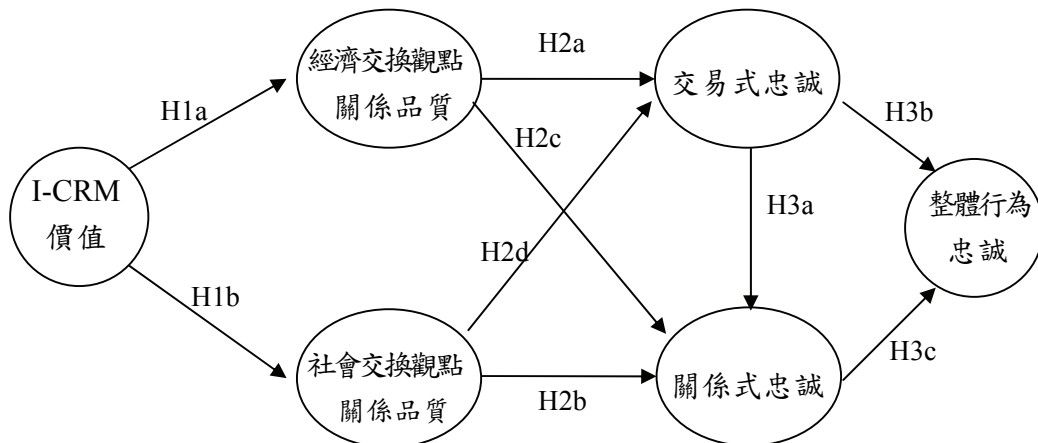 H2a
經濟交換觀點
關係品質
交易式忠誠
H1a
H3b
H2c
I-CRM
價值
H3a
整體行為
忠誠
H2d
H1b
社會交換觀點
關係品質
H2b
關係式忠誠
H3c